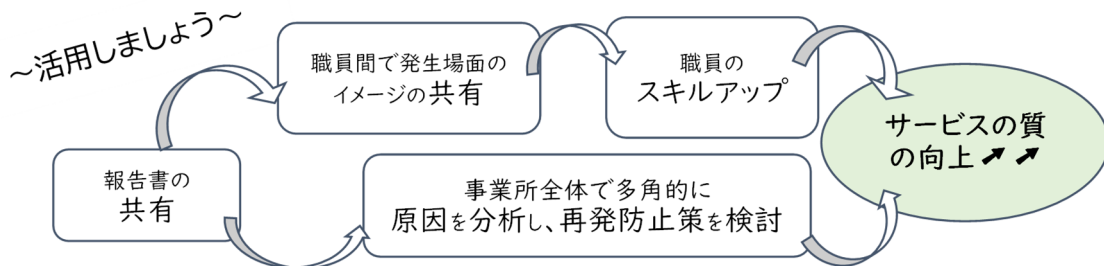 ～活用しましょう～
職員間で発生場面の
イメージの共有
職員の
スキルアップ
サービスの質
の向上➚➚
報告書の
共有
事業所全体で多角的に
原因を分析し、再発防止策を検討